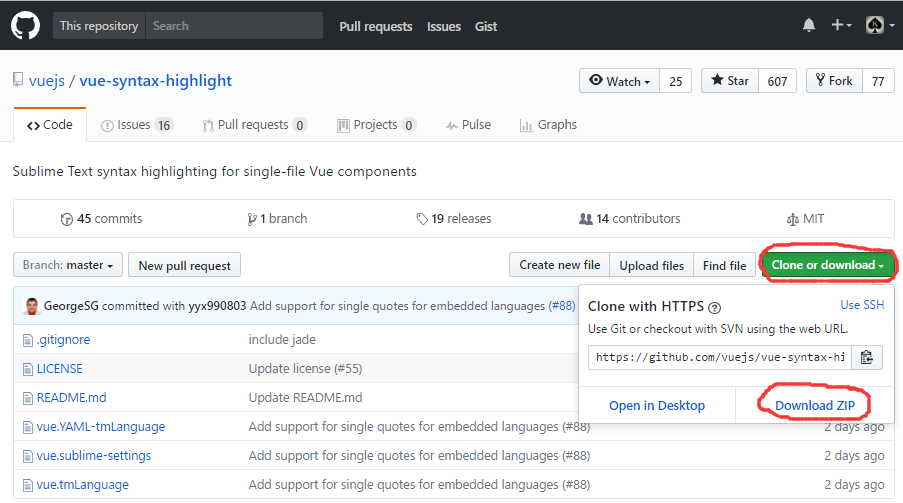 This repository Search Pull requests Issues Gist
vuejs / vue-syntax-highlight Watch 25 Star 607 Fork 77
Code Issues 16 Pull requests 0 Projects 0 Pulse Graphs
Sublime Text syntax highlighting for single-file Vue components
45 commits 1 branch 19 releases 14 contributors MIT
Branch: master New pull request Create new file Upload files Find file Clone or download
GeorgeSG committed with yyx990803 Add support for single quotes for embedded languages (#88)
Clone with HTTPS ? Use SSH
Use Git or checkout with SVN using the web URL.
https://github.com/vuejs/vue-syntax-hi
Open in Desktop Download ZIP
.gitignore include jade
LICENSE Update license (#55)
README.md Update README.md
vue.YAML-tmLanguage Add support for single quotes for embedded languages (#88) 2 days ago
vue.sublime-settings Add support for single quotes for embedded languages (#88) 2 days ago
vue.tmLanguage Add support for single quotes for embedded languages (#88) 2 days ago